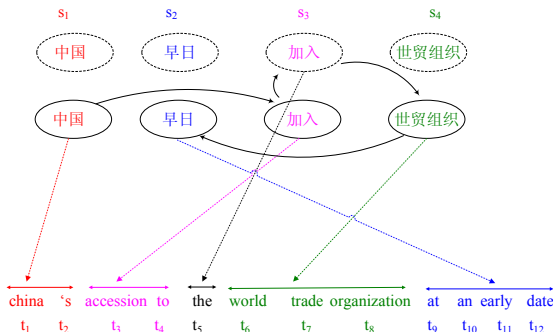 s1 s2 s3 s4
中国 早日 加入 世贸组织
中国 早日 加入 世贸组织
china ‘s accession to the world trade organization at an early date
t1 t2 t3 t4 t5 t6 t7 t8 t9 t10 t11 t12